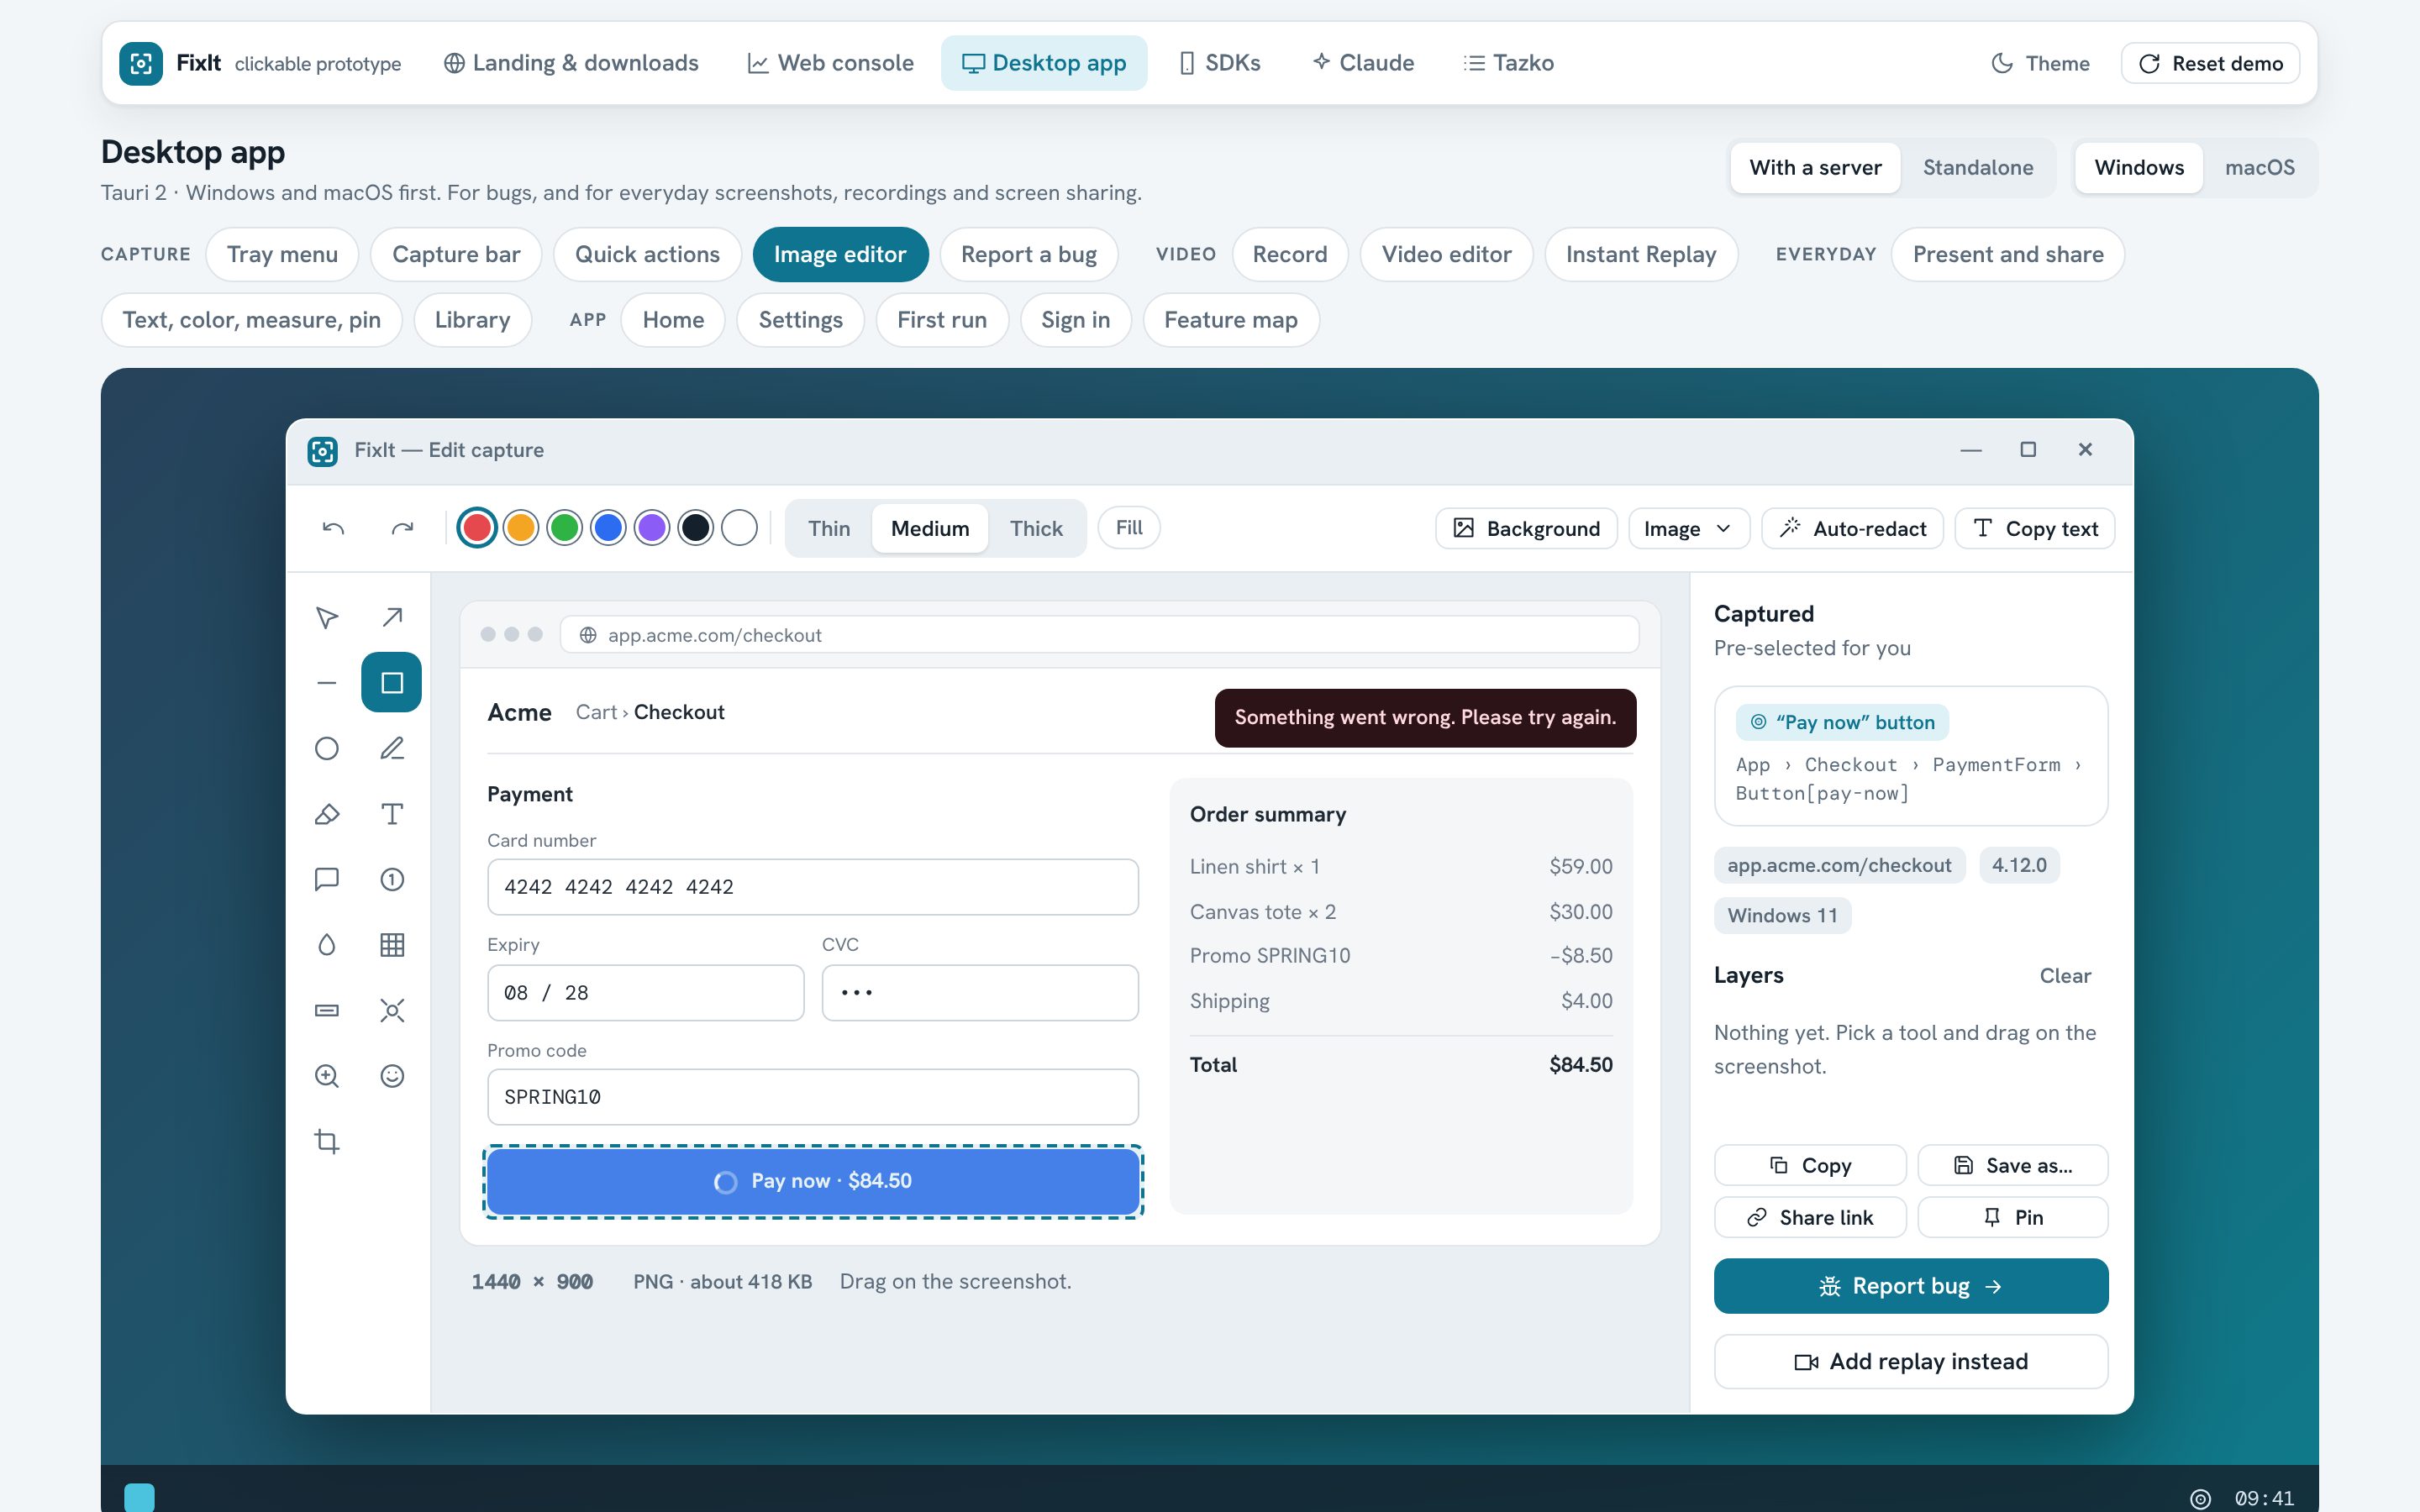 FixIt clickable prototype Landing & downloads Web console Desktop app SDKs Claude Tazko Theme Reset demo
Desktop app
With a server Standalone Windows macOS
Tauri 2 · Windows and macOS first. For bugs, and for everyday screenshots, recordings and screen sharing.
CAPTURE Tray menu Capture bar Quick actions Image editor Report a bug VIDEO Record Video editor Instant Replay EVERYDAY Present and share
Text, color, measure, pin Library APP Home Settings First run Sign in Feature map
FixIt — Edit capture
Thin Medium Thick Fill Background Image Auto-redact Copy text
app.acme.com/checkout
Acme Cart › Checkout
Something went wrong. Please try again.
Payment
Card number
4242 4242 4242 4242
Expiry CVC
08 / 28 •••
Promo code
SPRING10
Pay now · $84.50
Order summary
Linen shirt × 1 $59.00
Canvas tote × 2 $30.00
Promo SPRING10 −$8.50
Shipping $4.00
Total $84.50
1440 × 900 PNG · about 418 KB Drag on the screenshot.
Captured
Pre-selected for you
“Pay now” button
App › Checkout › PaymentForm ›
Button[pay-now]
app.acme.com/checkout 4.12.0
Windows 11
Layers Clear
Nothing yet. Pick a tool and drag on the
screenshot.
Copy Save as…
Share link Pin
Report bug →
Add replay instead
09:41